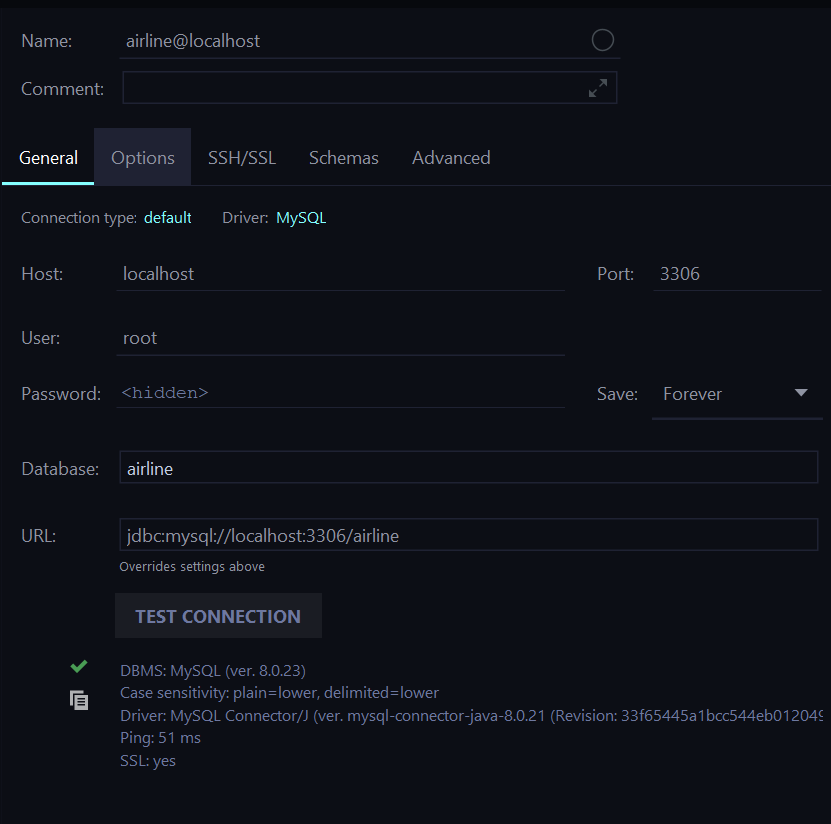 Name: airline@localhost
Comment:
General Options SSH/SSL Schemas Advanced
Connection type: default Driver: MySQL
Host: localhost Port: 3306
User: root
Password: <hidden> Save: Forever
Database: airline
URL: jdbc:mysql://localhost:3306/airline
Overrides settings above
TEST CONNECTION
DBMS: MySQL (ver. 8.0.23)
Case sensitivity: plain=lower, delimited=lower
Driver: MySQL Connector/J (ver. mysql-connector-java-8.0.21 (Revision: 33f65445a1bcc544eb012049
Ping: 51 ms
SSL: yes